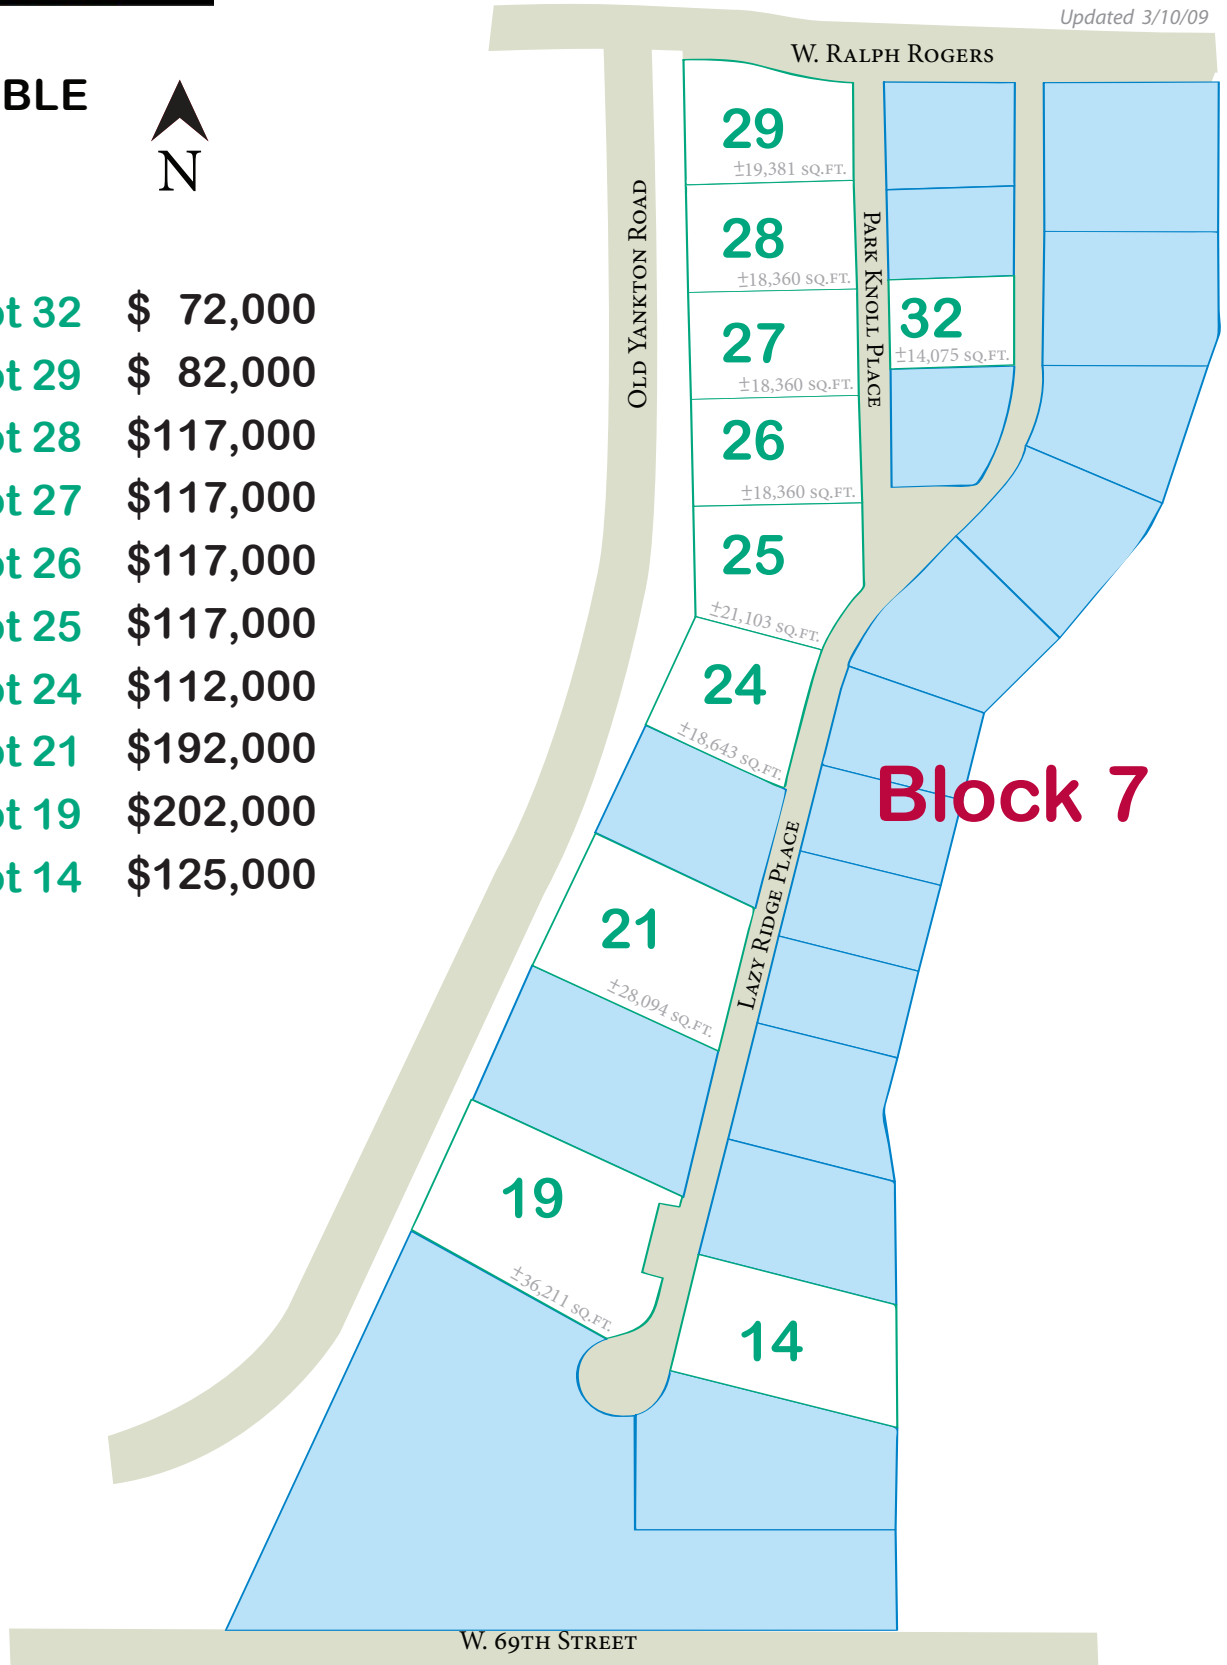 Updated 3/10/09
W. Ralph Rogers
BLE
N
Old Yankton Road
Park Knoll Place
29
±19,381 sq.ft.
28
±18,360 sq.ft.
27
±18,360 sq.ft.
26
±18,360 sq.ft.
25
±21,103 sq.ft.
32
±14,075 sq.ft.
ot 32 $ 72,000
ot 29 $ 82,000
ot 28 $117,000
ot 27 $117,000
ot 26 $117,000
ot 25 $117,000
ot 24 $112,000
ot 21 $192,000
ot 19 $202,000
ot 14 $125,000
24
±18,643 sq.ft.
Block 7
Lazy Ridge Place
21
±28,094 sq.ft.
19
±36,211 sq.ft.
14
W. 69th Street